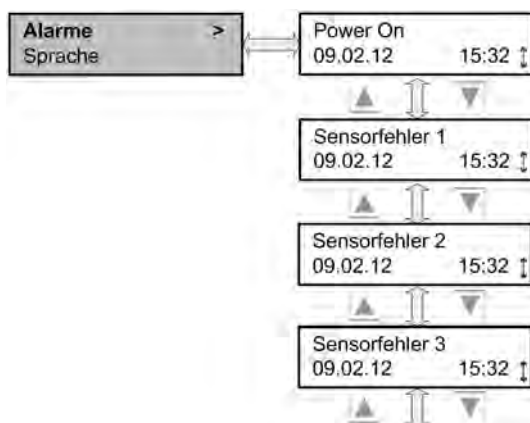 Alarme >
Sprache
Power On
09.02.12 15:32
Sensorfehler 1
09.02.12 15:32
Sensorfehler 2
09.02.12 15:32
Sensorfehler 3
09.02.12 15:32